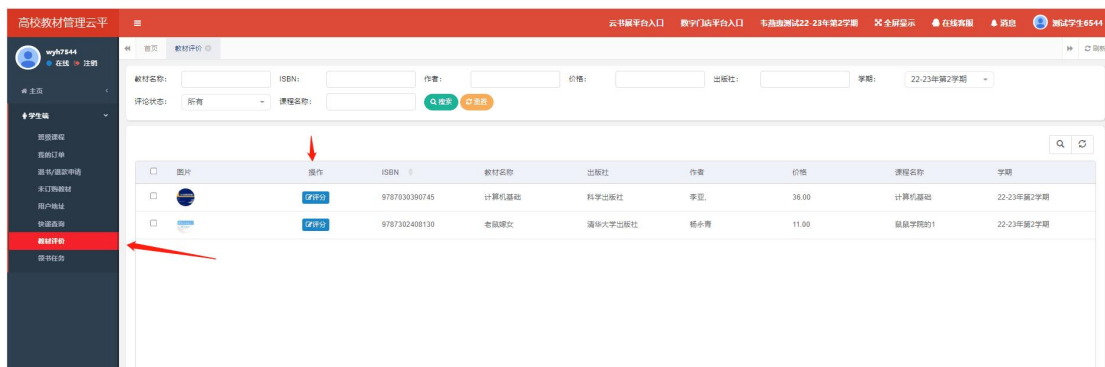 高校教材管理云平 云书展平台入口 数字门店平台入口 韦燕惠测试22-23年第2学期 全屏显示 在线客服 消息 测试学生6544
wyh7544
在线 注销
首页 教材评价 刷新
主页
学生端
班级课程
我的订单
退书/退款申请
未订购教材
用户地址
快递查询
教材评价
领书任务
教材名称: ISBN: 作者: 价格: 出版社: 学期: 22-23年第2学期
评论状态: 所有 课程名称: 搜索 重置
图片 操作 ISBN 教材名称 出版社 作者 价格 课程名称 学期
评分 9787030390745 计算机基础 科学出版社 李亚, 36.00 计算机基础 22-23年第2学期
评分 9787302408130 老鼠嫁女 清华大学出版社 杨永青 11.00 鼠鼠学院的1 22-23年第2学期